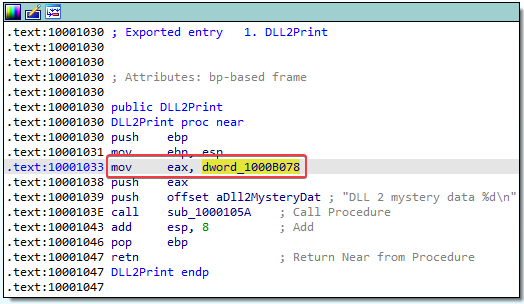 .text:10001030 ; Exported entry   1. DLL2Print
.text:10001030
.text:10001030
.text:10001030 ; Attributes: bp-based frame
.text:10001030
.text:10001030 public DLL2Print
.text:10001030 DLL2Print proc near
.text:10001030 push    ebp
.text:10001031 mov     ebp, esp
.text:10001033 mov     eax, dword_1000B078
.text:10001038 push    eax
.text:10001039 push    offset aDll2MysteryDat ; "DLL 2 mystery data %d\n"
.text:1000103E call    sub_1000105A    ; Call Procedure
.text:10001043 add     esp, 8          ; Add
.text:10001046 pop     ebp
.text:10001047 retn                    ; Return Near from Procedure
.text:10001047 DLL2Print endp
.text:10001047